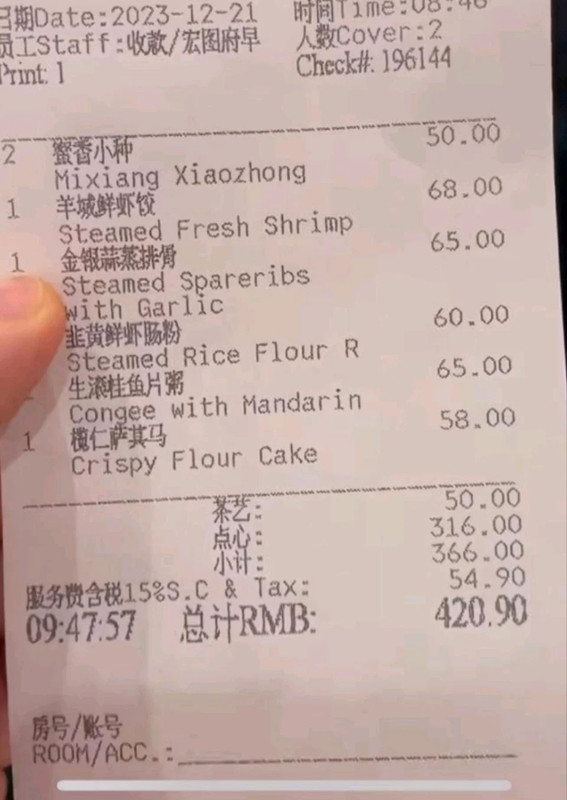 日期Date:2023-12-21 时间Time:08:46
员工Staff:收款/宏图府早 人数Cover:2
Print: 1 Check#: 196144
2 蜜香小种 50.00
Mixiang Xiaozhong
1 羊城鲜虾饺 68.00
Steamed Fresh Shrimp
1 金银蒜蒸排骨 65.00
Steamed Spareribs
with Garlic
韭黄鲜虾肠粉 60.00
Steamed Rice Flour R
生滚桂鱼片粥 65.00
Congee with Mandarin
1 榄仁萨其马 58.00
Crispy Flour Cake
茶艺: 50.00
点心: 316.00
小计: 366.00
服务费含税15%S.C & Tax: 54.90
09:47:57 总计RMB: 420.90
房号/账号
ROOM/ACC.: